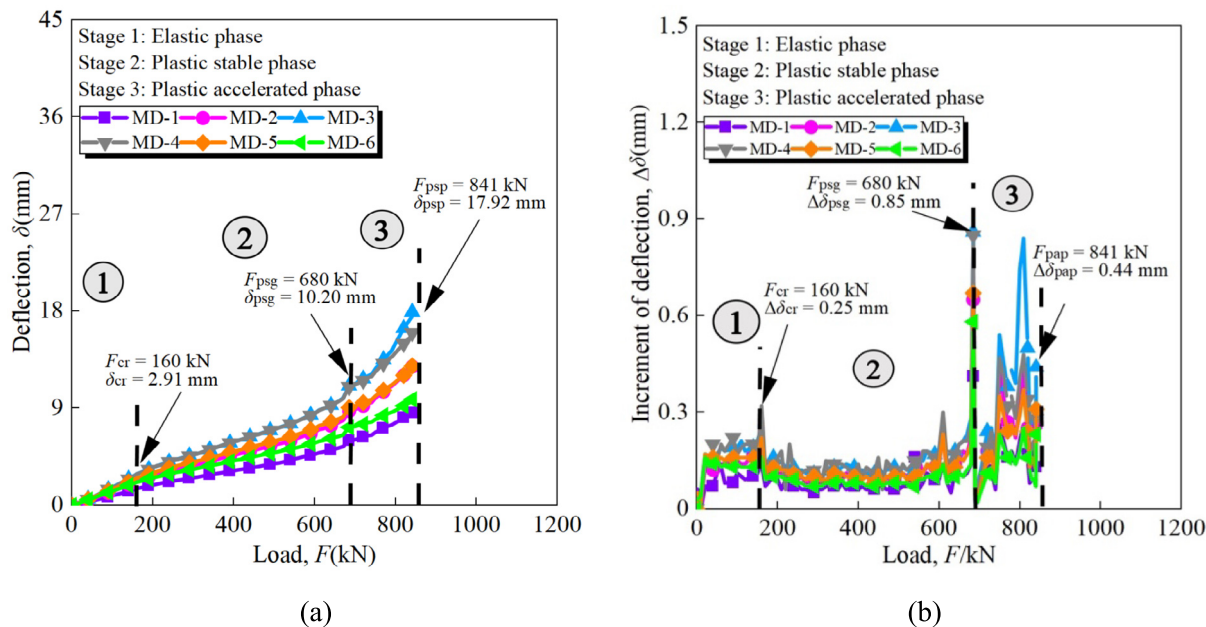 45
36
27
18
9
0
Deflection, δ(mm)
Stage 1: Elastic phase
Stage 2: Plastic stable phase
Stage 3: Plastic accelerated phase
MD-1 MD-2 MD-3
MD-4 MD-5 MD-6
Fpsp = 841 kN
δpsp = 17.92 mm
1
2
3
Fpsg = 680 kN
δpsg = 10.20 mm
Fcr = 160 kN
δcr = 2.91 mm
0 200 400 600 800 1000 1200
Load, F(kN)
(a)
1.5
1.2
0.9
0.6
0.3
0.0
Increment of deflection, Δδ(mm)
Stage 1: Elastic phase
Stage 2: Plastic stable phase
Stage 3: Plastic accelerated phase
MD-1 MD-2 MD-3
MD-4 MD-5 MD-6
Fpsg = 680 kN
Δδpsg = 0.85 mm
3
Fpap = 841 kN
Δδpap = 0.44 mm
Fcr = 160 kN
Δδcr = 0.25 mm
1
2
0 200 400 600 800 1000 1200
Load, F/kN
(b)